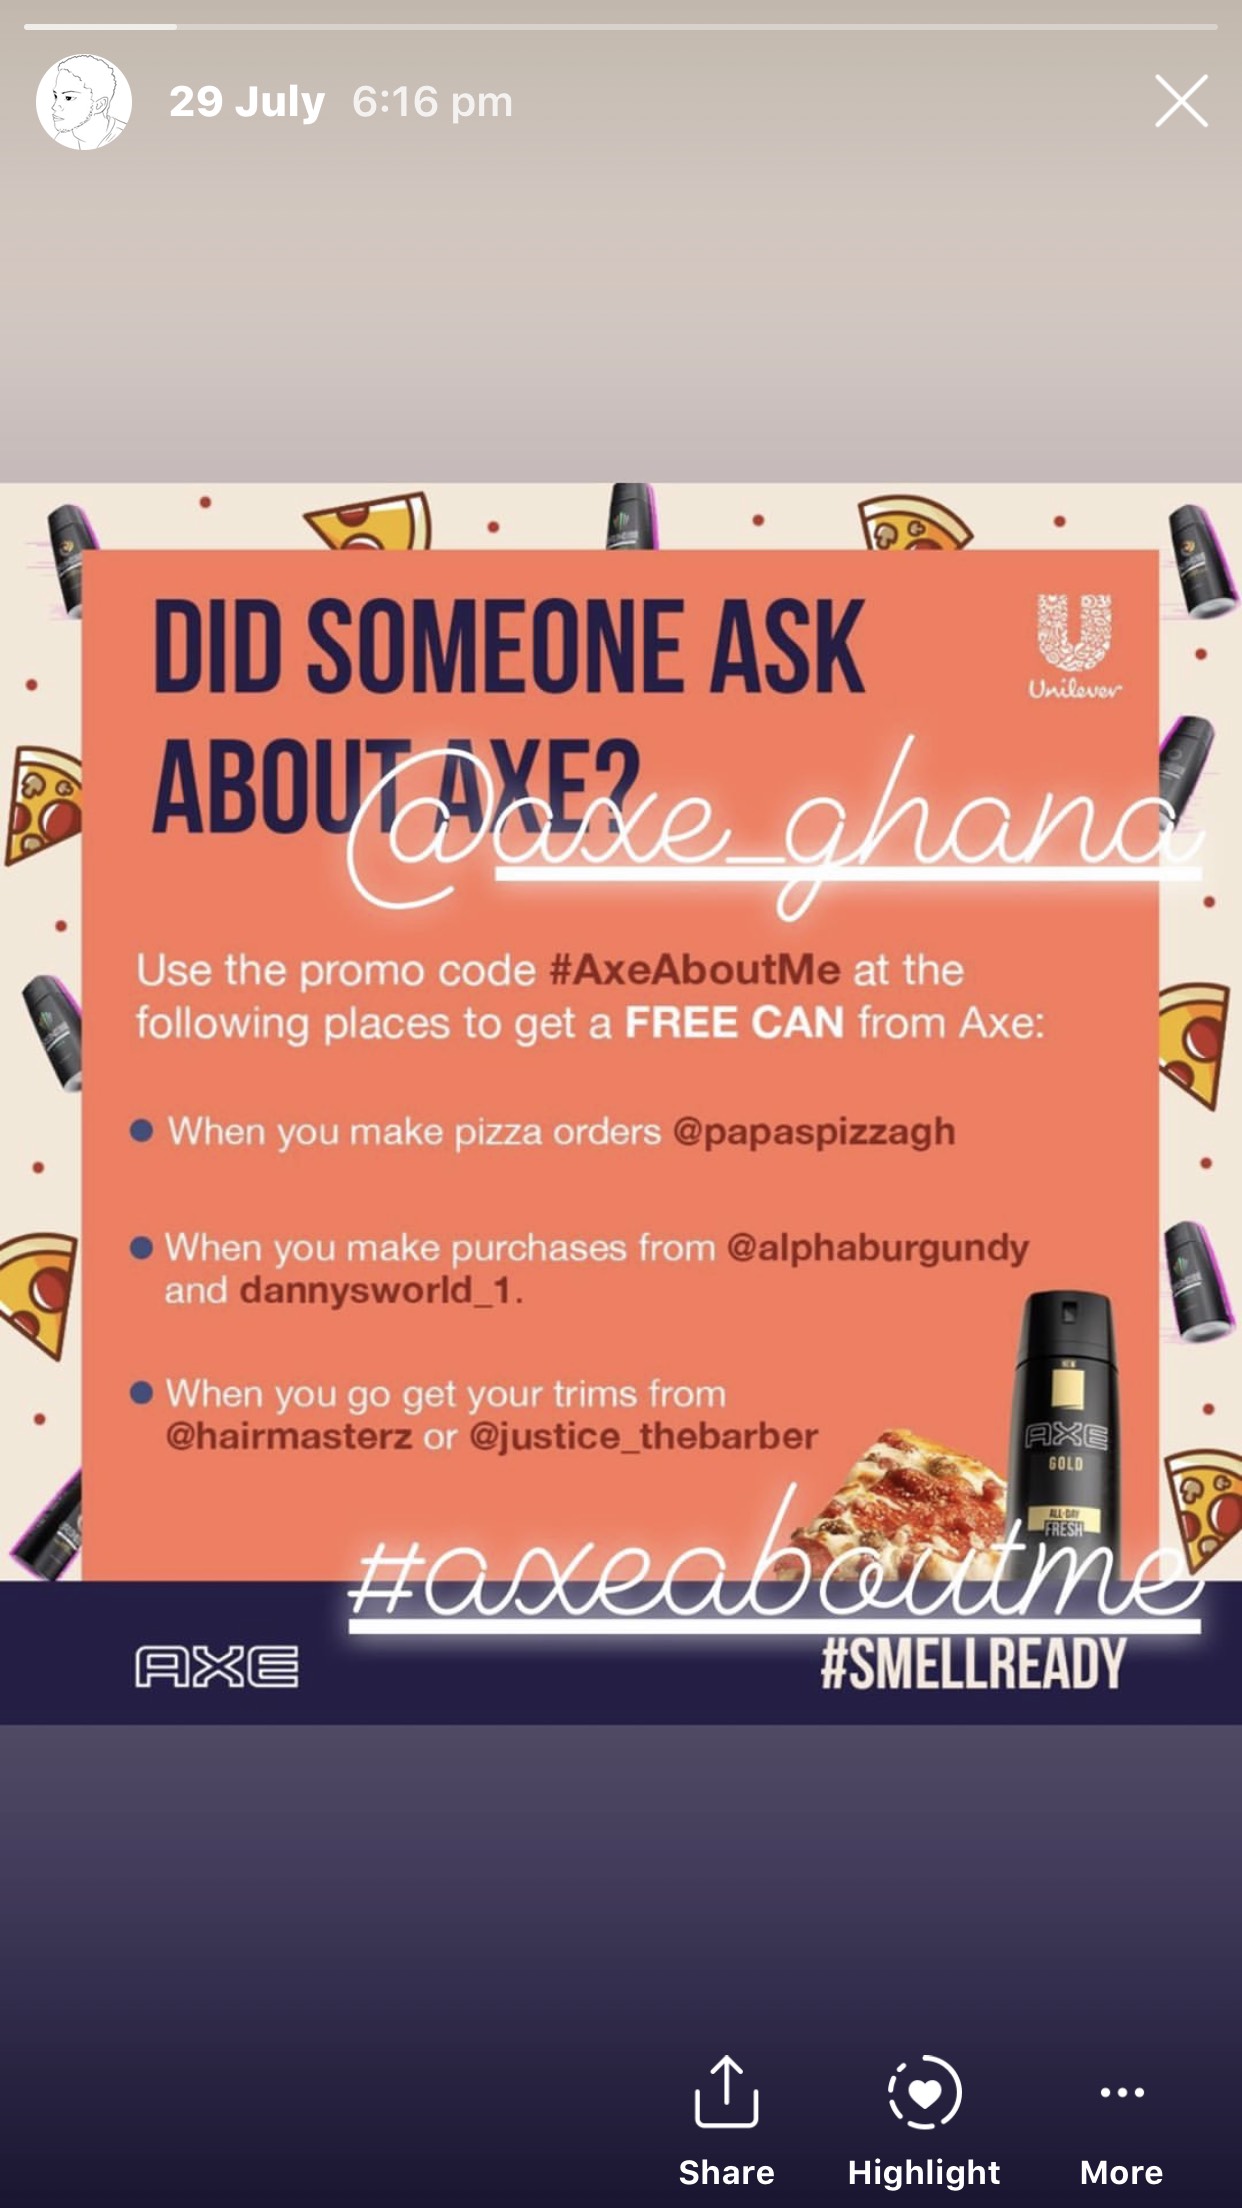 29 July 6:16 pm
DID SOMEONE ASK
ABOUT AXE?
Unilever
@axe_ghana
Use the promo code #AxeAboutMe at the
following places to get a FREE CAN from Axe:
When you make pizza orders @papaspizzagh
When you make purchases from @alphaburgundy
and dannysworld_1.
When you go get your trims from
@hairmasterz or @justice_thebarber
NEW
AXE
GOLD
ALL-DAY
FRESH
#axeaboutme
AXE
#SMELLREADY
Share Highlight More